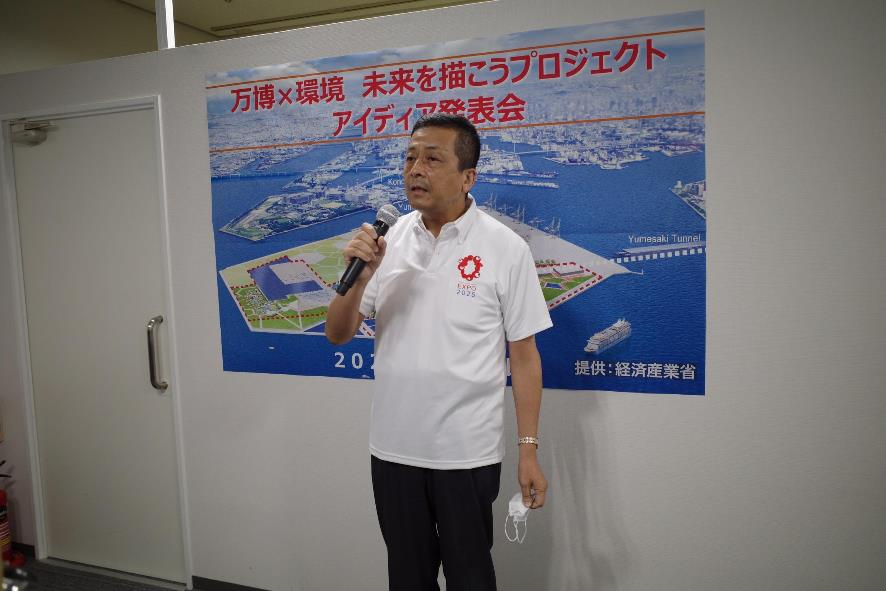 万博×環境 未来を描こうプロジェクト
アイディア発表会
Yumesaki Tunnel
EXPO
2025
提供：経済産業省